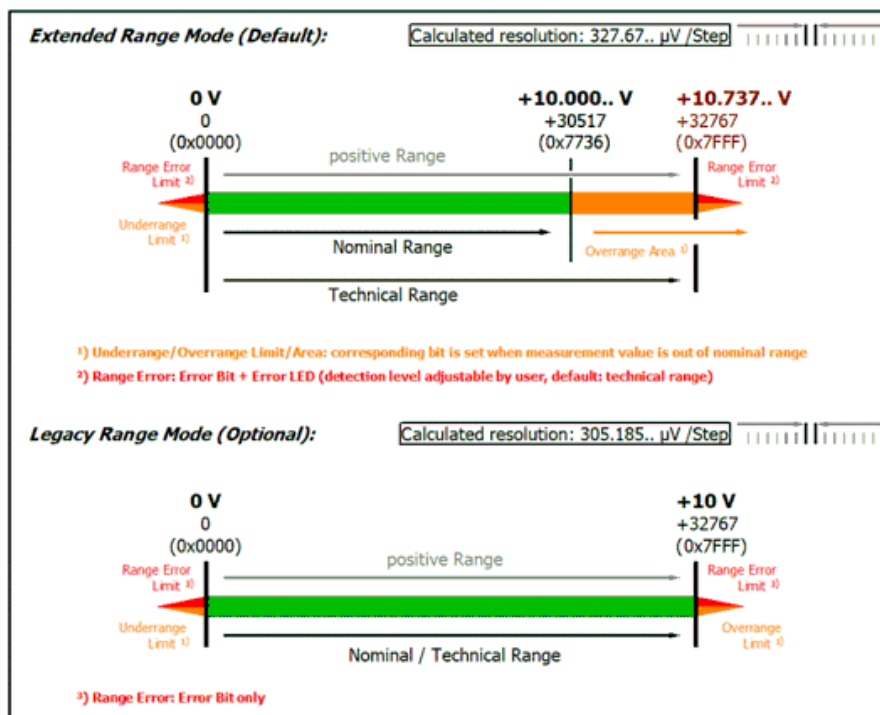 Extended Range Mode (Default):
Calculated resolution: 327.67.. µV /Step
0 V
+10.000.. V
+10.737.. V
0
+30517
+32767
(0x0000)
(0x7736)
(0x7FFF)
positive Range
Range Error
Limit ²⁾
Range Error
Limit ²⁾
Underrange
Limit ¹⁾
Nominal Range
Overrange Area ¹⁾
Technical Range
¹) Underrange/Overrange Limit/Area: corresponding bit is set when measurement value is out of nominal range
²) Range Error: Error Bit + Error LED (detection level adjustable by user, default: technical range)
Legacy Range Mode (Optional):
Calculated resolution: 305.185.. µV /Step
0 V
+10 V
0
+32767
(0x0000)
(0x7FFF)
positive Range
Range Error
Limit ³⁾
Range Error
Limit ³⁾
Underrange
Limit ¹⁾
Overrange
Limit ¹⁾
Nominal / Technical Range
³) Range Error: Error Bit only